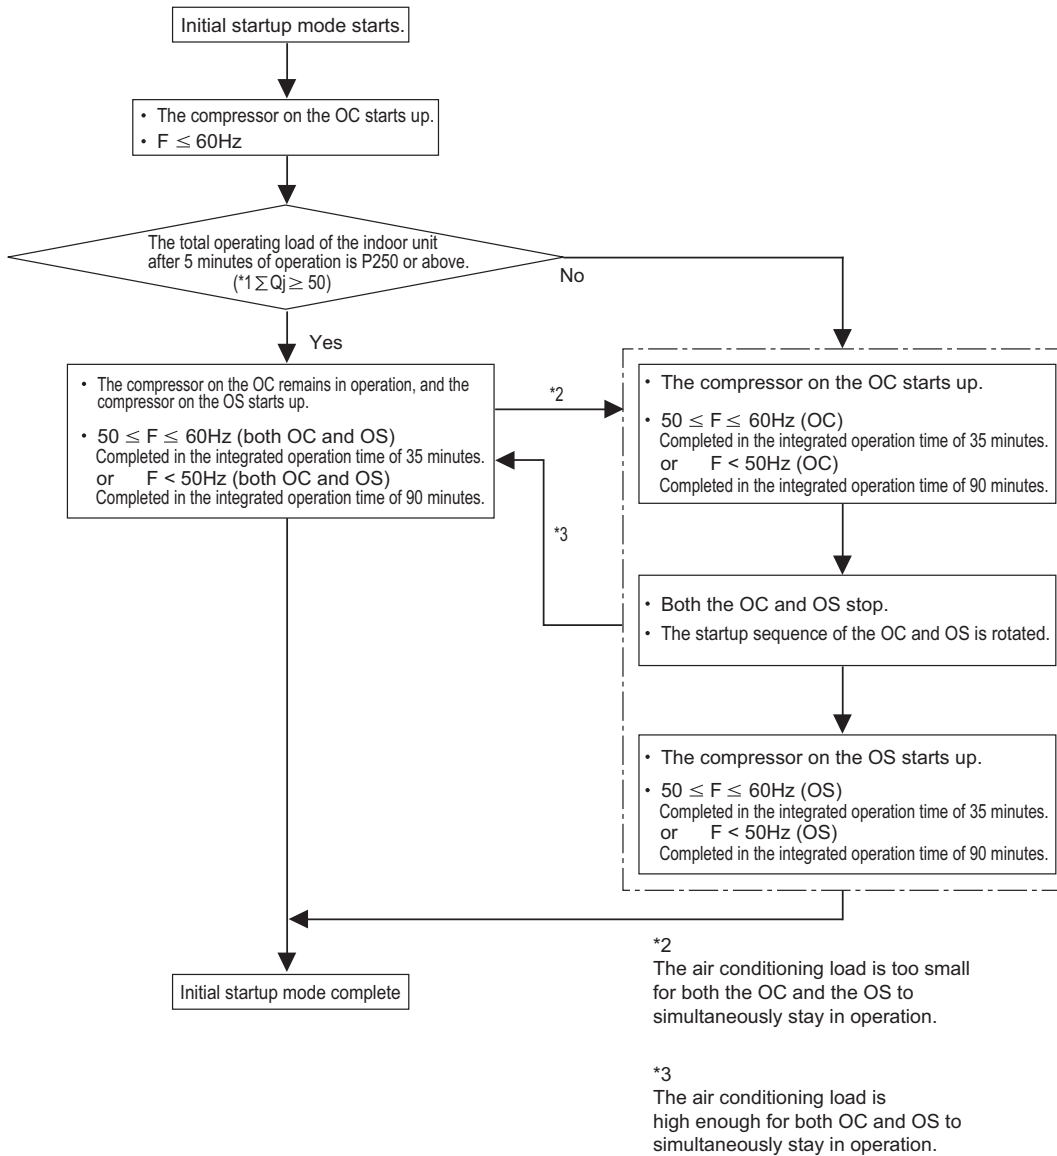 Initial startup mode starts.
• The compressor on the OC starts up.
• F ≤ 60Hz
The total operating load of the indoor unit
after 5 minutes of operation is P250 or above.
(*1 ∑Qj ≥ 50)
No
Yes
• The compressor on the OC remains in operation, and the
compressor on the OS starts up.
• 50 ≤ F ≤ 60Hz (both OC and OS)
Completed in the integrated operation time of 35 minutes.
or F < 50Hz (both OC and OS)
Completed in the integrated operation time of 90 minutes.
*2
*3
• The compressor on the OC starts up.
• 50 ≤ F ≤ 60Hz (OC)
Completed in the integrated operation time of 35 minutes.
or F < 50Hz (OC)
Completed in the integrated operation time of 90 minutes.
• Both the OC and OS stop.
• The startup sequence of the OC and OS is rotated.
• The compressor on the OS starts up.
• 50 ≤ F ≤ 60Hz (OS)
Completed in the integrated operation time of 35 minutes.
or F < 50Hz (OS)
Completed in the integrated operation time of 90 minutes.
Initial startup mode complete
*2
The air conditioning load is too small
for both the OC and the OS to
simultaneously stay in operation.
*3
The air conditioning load is
high enough for both OC and OS to
simultaneously stay in operation.